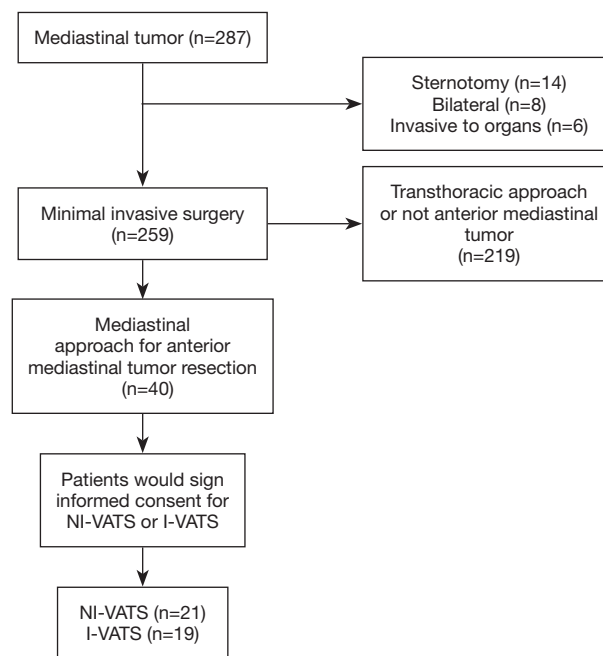 Mediastinal tumor (n=287)
Sternotomy (n=14)
Bilateral (n=8)
Invasive to organs (n=6)
Minimal invasive surgery
(n=259)
Transthoracic approach
or not anterior mediastinal
tumor
(n=219)
Mediastinal
approach for anterior
mediastinal tumor resection
(n=40)
Patients would sign
informed consent for
NI-VATS or I-VATS
NI-VATS (n=21)
I-VATS (n=19)